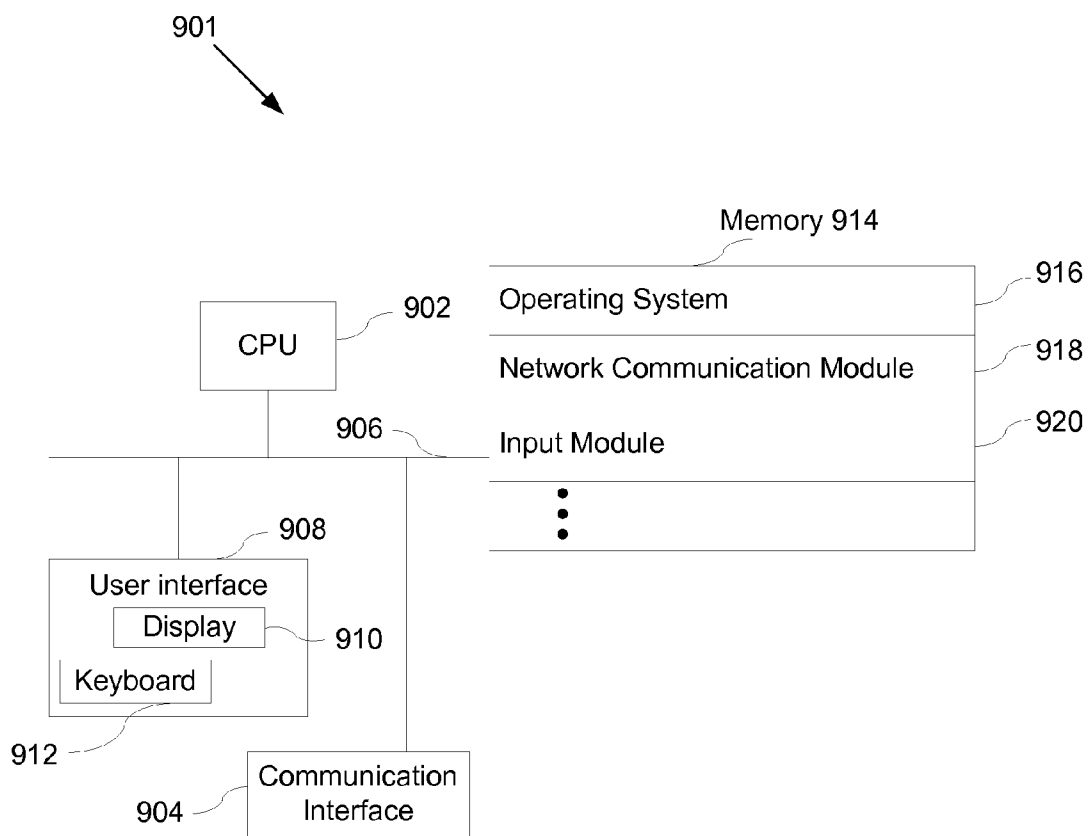 901
Memory 914
Operating System
916
CPU
902
Network Communication Module
918
906
Input Module
920
908
User interface
Display
910
Keyboard
912
Communication
Interface
904